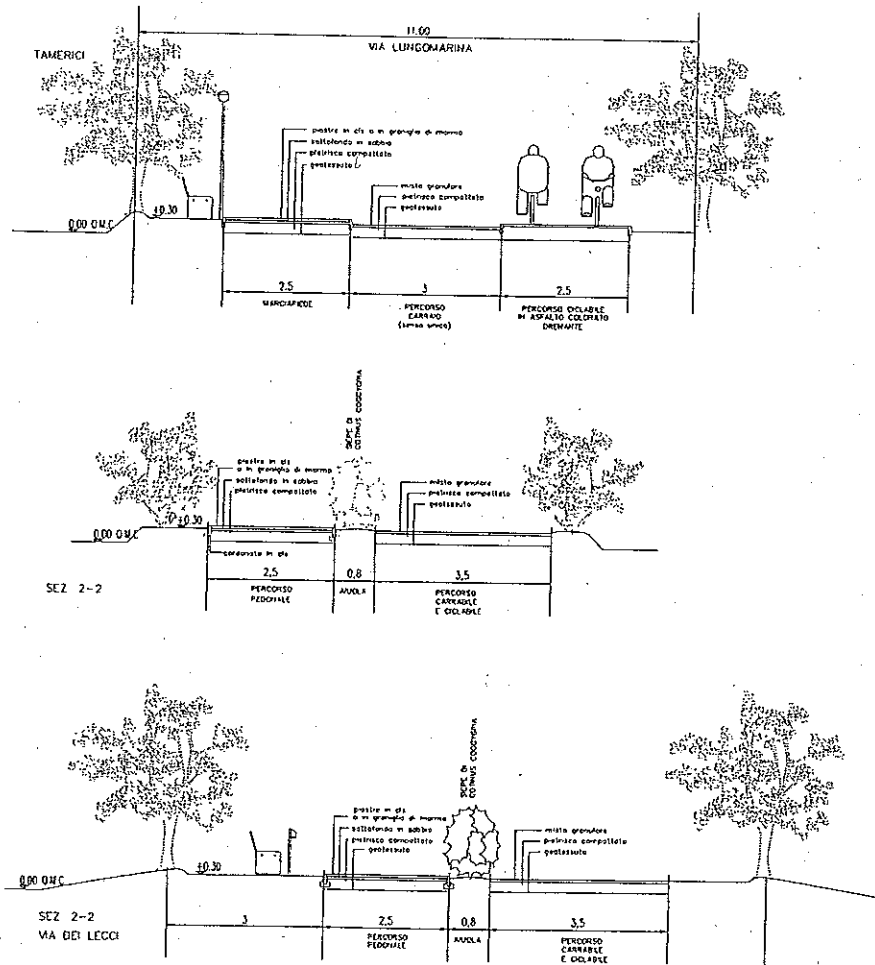 11.00
VIA LUNGOMARINA
TAMERICI
piastre in cls o in graniglia di marmo
sottofondo in sabbia
pietrisco compattato
geotessuto
misto granulare
pietrisco compattato
geotessuto
±0.30
0.00 Q.M.C
2.5
3
2.5
MARCIAPIEDE
PERCORSO
CARRAIO
(senso unico)
PERCORSO CICLABILE
IN ASFALTO COLORATO
DRENANTE
SIEPE DI
COTINUS COGGYGRIA
piastre in cls
o in graniglia di marmo
sottofondo in sabbia
pietrisco compattato
misto granulare
pietrisco compattato
geotessuto
±0.30
0.00 Q.M.C
cordonate in cls
2,5
0,8
3,5
SEZ 2-2
PERCORSO
PEDONALE
AIUOLA
PERCORSO
CARRABILE
E CICLABILE
SIEPE DI
COTINUS COGGYGRIA
piastre in cls
o in graniglia di marmo
sottofondo in sabbia
pietrisco compattato
geotessuto
misto granulare
pietrisco compattato
geotessuto
±0.30
0.00 Q.M.C
SEZ 2-2
VIA DEI LECCI
3
2,5
0,8
3,5
PERCORSO
PEDONALE
AIUOLA
PERCORSO
CARRABILE
E CICLABILE